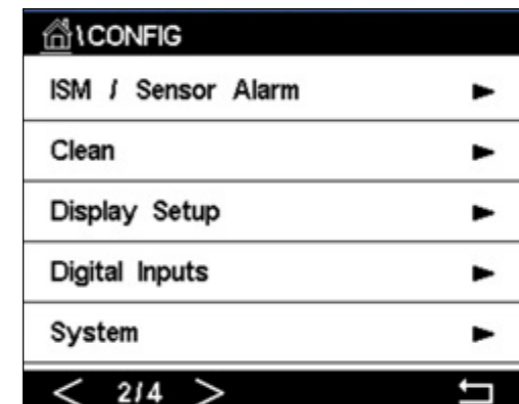 \CONFIG
ISM / Sensor Alarm
Clean
Display Setup
Digital Inputs
System
< 2/4 >